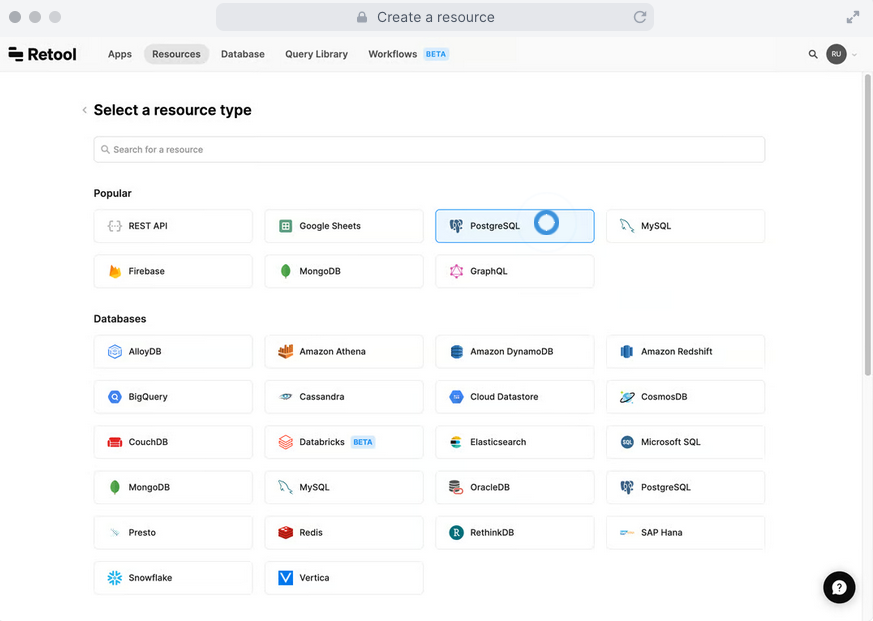 Create a resource
Retool Apps Resources Database Query Library Workflows BETA RU
Select a resource type
Search for a resource
Popular
REST API Google Sheets PostgreSQL MySQL
Firebase MongoDB GraphQL
Databases
AlloyDB Amazon Athena Amazon DynamoDB Amazon Redshift
BigQuery Cassandra Cloud Datastore CosmosDB
CouchDB Databricks BETA Elasticsearch SQL Microsoft SQL
MongoDB MySQL OracleDB PostgreSQL
Presto Redis R RethinkDB SAP Hana
Snowflake Vertica
?